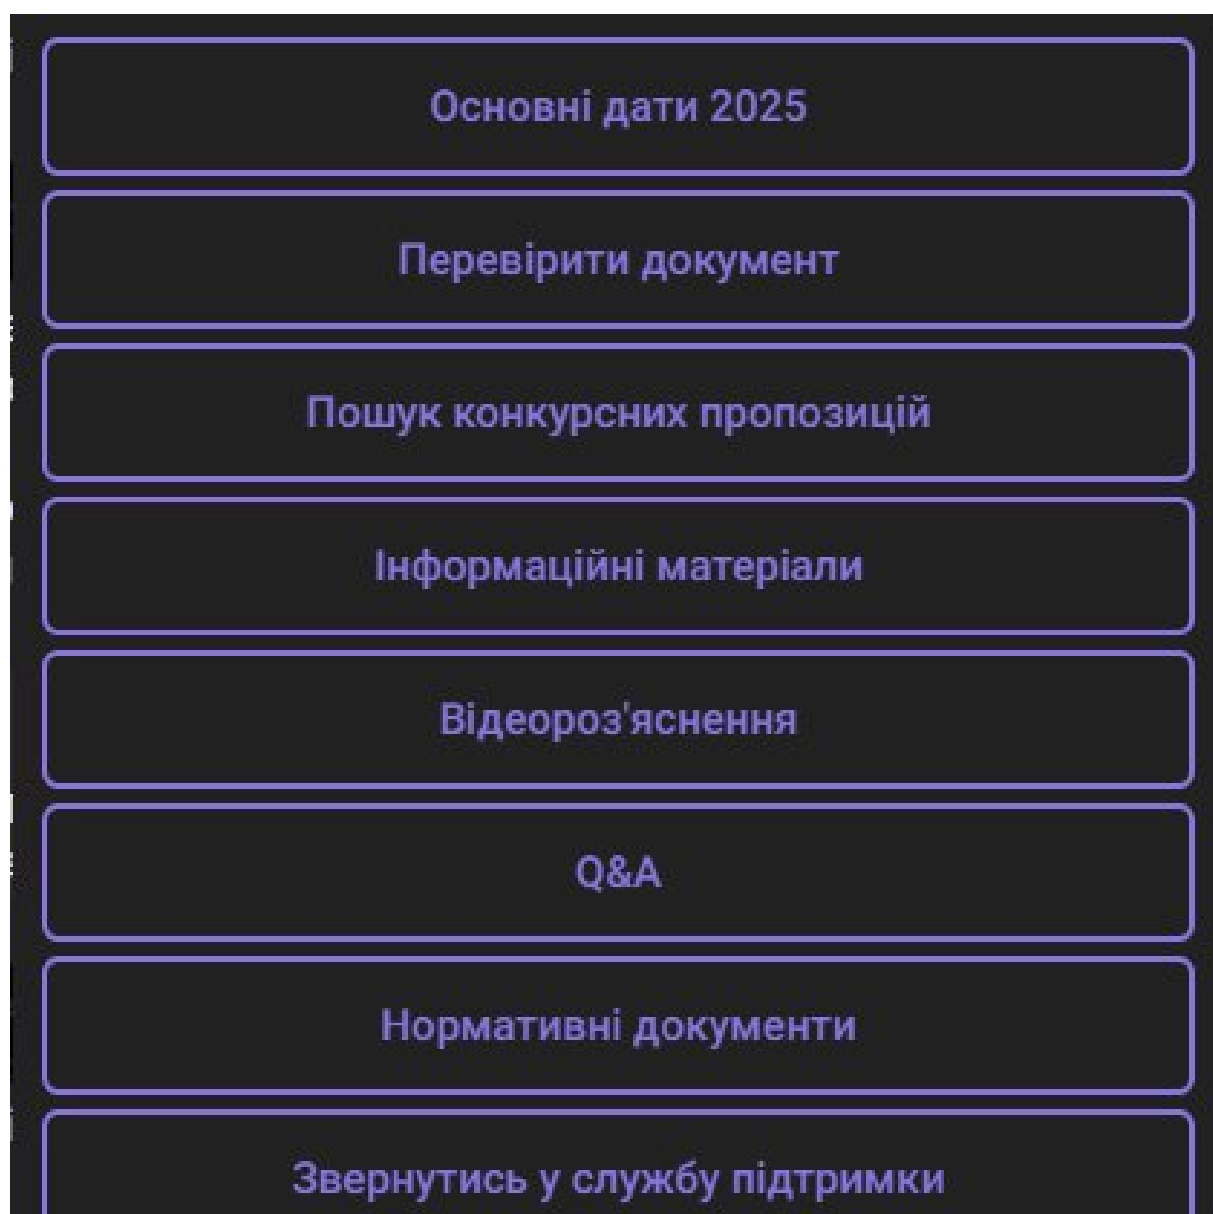 Основні дати 2025
Перевірити документ
Пошук конкурсних пропозицій
Інформаційні матеріали
Відеороз'яснення
Q&A
Нормативні документи
Звернутись у службу підтримки